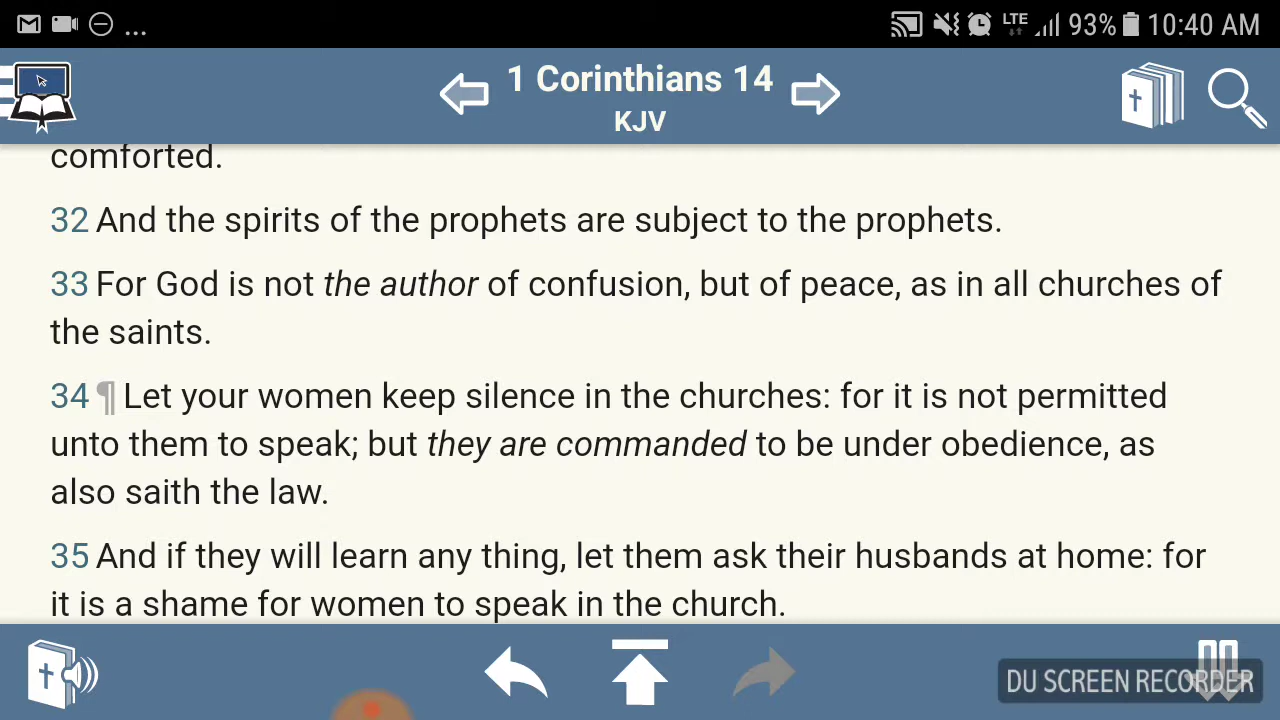 ... LTE 93% 10:40 AM
1 Corinthians 14
KJV
comforted.
32 And the spirits of the prophets are subject to the prophets.
33 For God is not the author of confusion, but of peace, as in all churches of
the saints.
34 ¶ Let your women keep silence in the churches: for it is not permitted
unto them to speak; but they are commanded to be under obedience, as
also saith the law.
35 And if they will learn any thing, let them ask their husbands at home: for
it is a shame for women to speak in the church.
DU SCREEN RECORDER